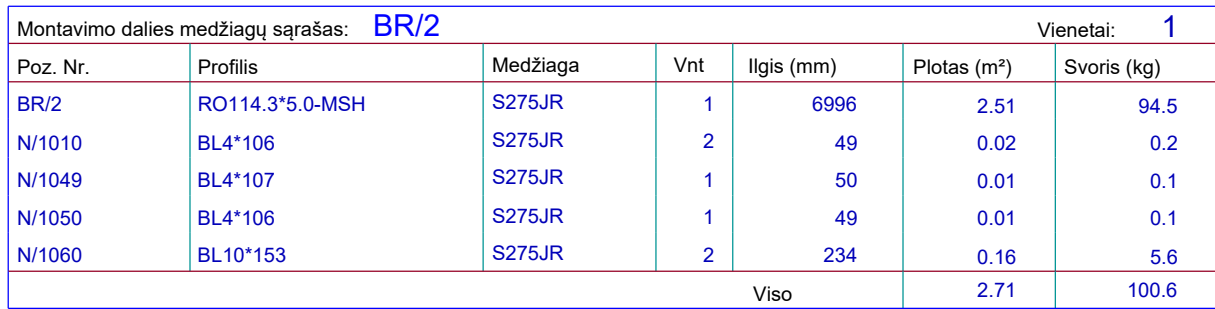 Montavimo dalies medžiagų sąrašas: BR/2 Vienetai: 1
Poz. Nr. Profilis Medžiaga Vnt Ilgis (mm) Plotas (m²) Svoris (kg)
BR/2 RO114.3*5.0-MSH S275JR 1 6996 2.51 94.5
N/1010 BL4*106 S275JR 2 49 0.02 0.2
N/1049 BL4*107 S275JR 1 50 0.01 0.1
N/1050 BL4*106 S275JR 1 49 0.01 0.1
N/1060 BL10*153 S275JR 2 234 0.16 5.6
Viso 2.71 100.6